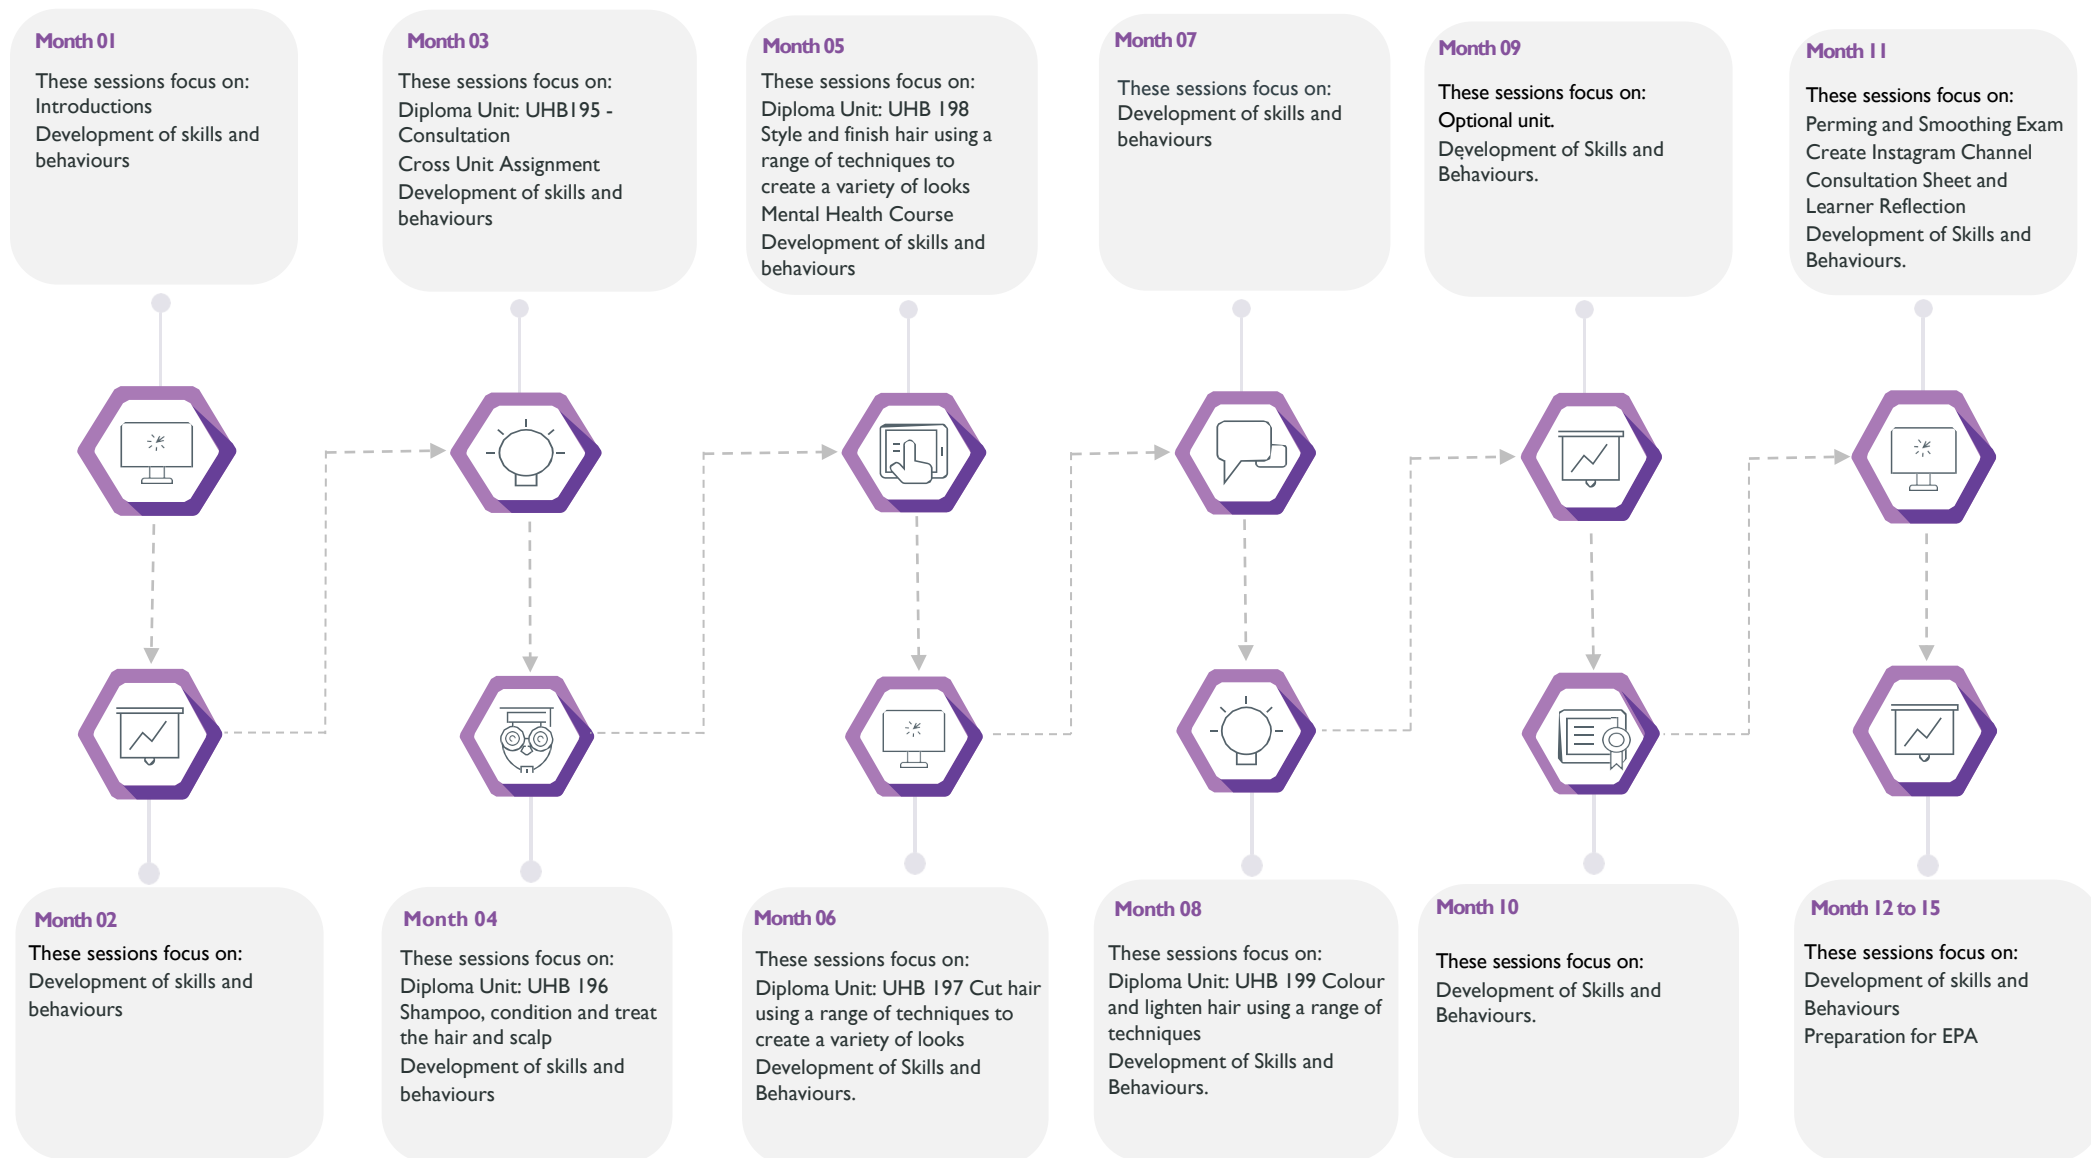 Month 01
These sessions focus on:
Introductions
Development of skills and
behaviours
Month 03
These sessions focus on:
Diploma Unit: UHB195 -
Consultation
Cross Unit Assignment
Development of skills and
behaviours
Month 05
These sessions focus on:
Diploma Unit: UHB 198
Style and finish hair using a
range of techniques to
create a variety of looks
Mental Health Course
Development of skills and
behaviours
Month 07
These sessions focus on:
Development of skills and
behaviours
Month 09
These sessions focus on:
Optional unit.
Development of Skills and
Behaviours.
Month 11
These sessions focus on:
Perming and Smoothing Exam
Create Instagram Channel
Consultation Sheet and
Learner Reflection
Development of Skills and
Behaviours.
Month 02
These sessions focus on:
Development of skills and
behaviours
Month 04
These sessions focus on:
Diploma Unit: UHB 196
Shampoo, condition and treat
the hair and scalp
Development of skills and
behaviours
Month 06
These sessions focus on:
Diploma Unit: UHB 197 Cut hair
using a range of techniques to
create a variety of looks
Development of Skills and
Behaviours.
Month 08
These sessions focus on:
Diploma Unit: UHB 199 Colour
and lighten hair using a range of
techniques
Development of Skills and
Behaviours.
Month 10
These sessions focus on:
Development of Skills and
Behaviours.
Month 12 to 15
These sessions focus on:
Development of skills and
Behaviours
Preparation for EPA